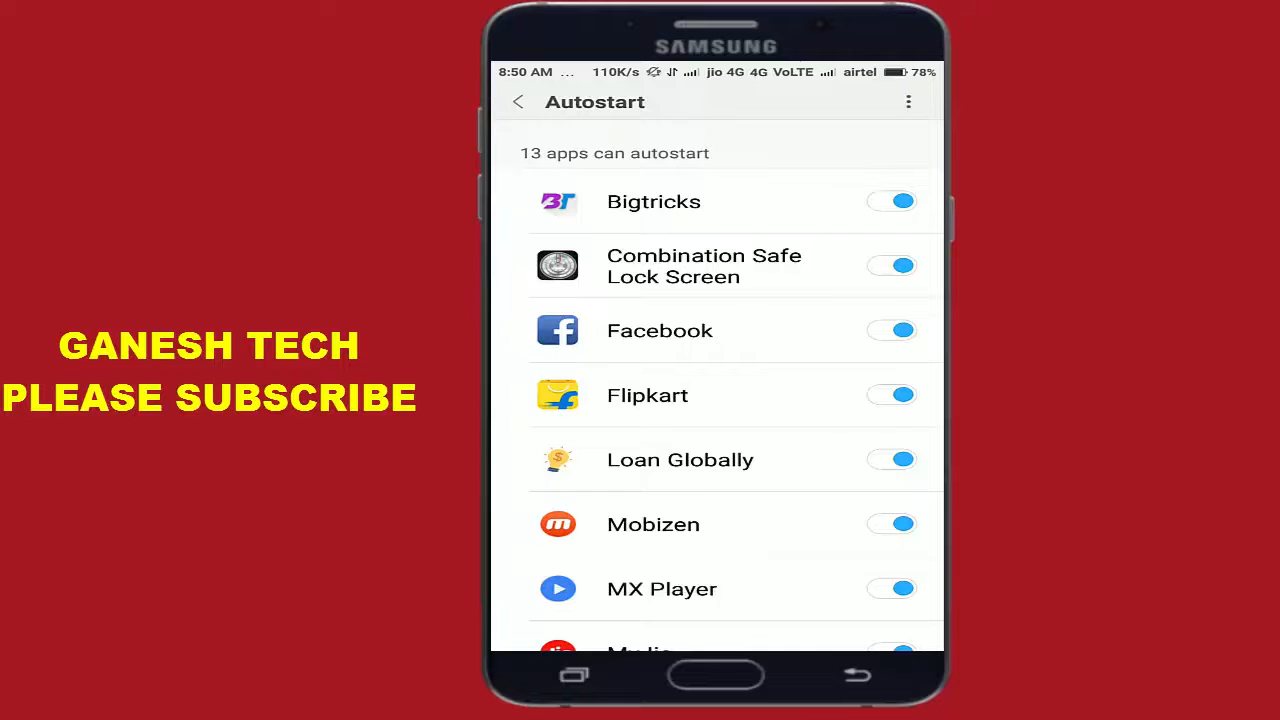 SAMSUNG
8:50 AM ... 110K/s jio 4G 4G VoLTE airtel 78%
Autostart
13 apps can autostart
BT
Bigtricks
Combination Safe
Lock Screen
f
Facebook
f
Flipkart
$
Loan Globally
m
Mobizen
MX Player
GANESH TECH
PLEASE SUBSCRIBE